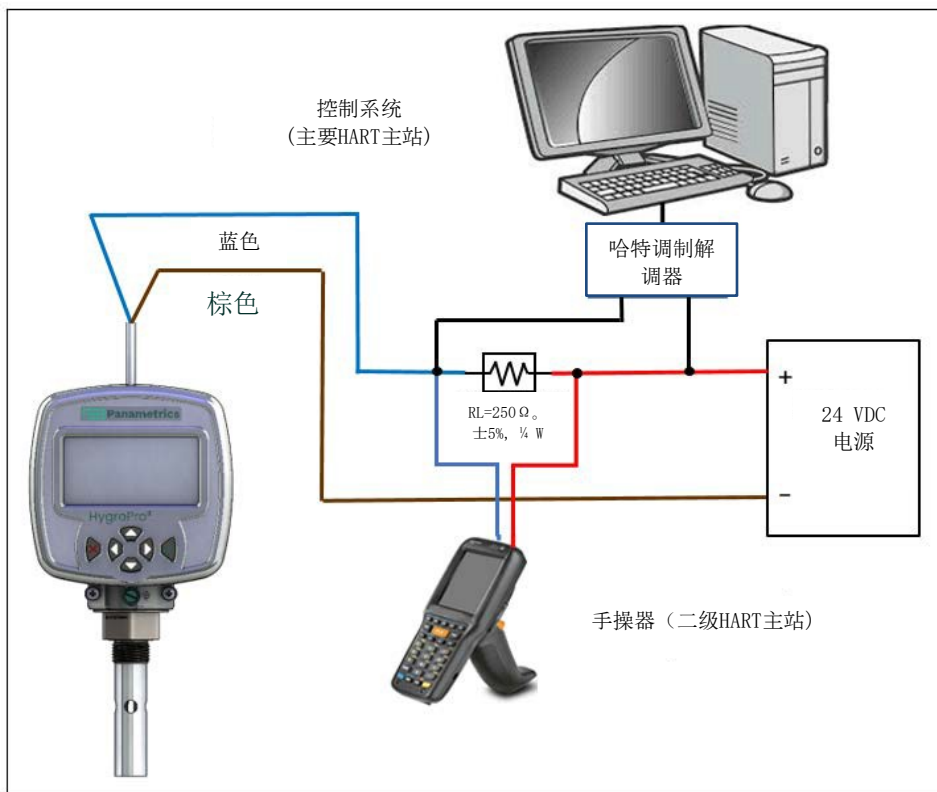 控制系统
(主要HART主站)
蓝色
哈特调制解
调器
棕色
RL=250Ω。
士5%, ¼ W
+
24 VDC
电源
−
Panametrics
HygroPro
手操器（二级HART主站）